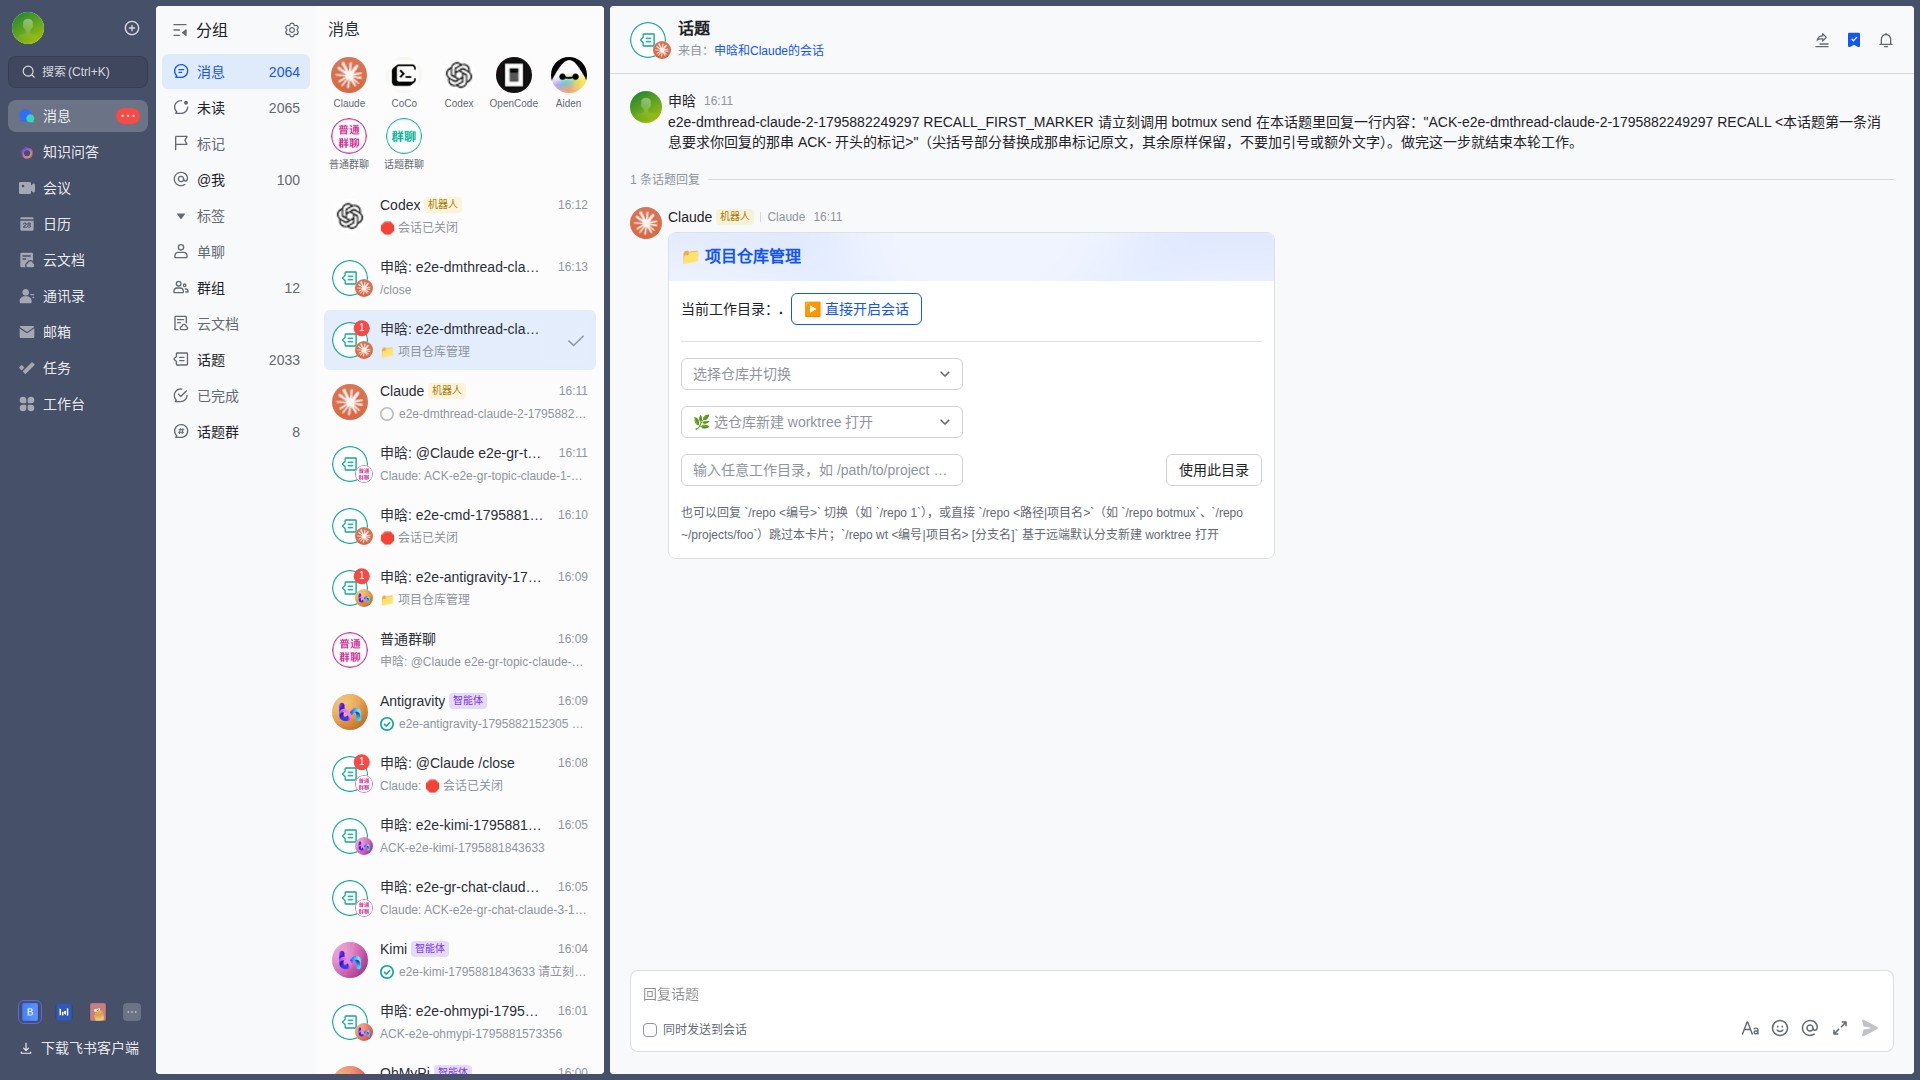 搜索 (Ctrl+K)
消息
知识问答
会议
日历
云文档
通讯录
邮箱
任务
工作台
下载飞书客户端
分组
消息 2064
未读 2065
标记
@我 100
标签
单聊
群组 12
云文档
话题 2033
已完成
话题群 8
消息
Claude
CoCo
Codex
OpenCode
Aiden
普通群聊
普通群聊
群聊
话题群聊
Codex 机器人 16:12
会话已关闭
申晗: e2e-dmthread-cla... 16:13
/close
1
申晗: e2e-dmthread-cla...
项目仓库管理
Claude 机器人 16:11
e2e-dmthread-claude-2-1795882...
申晗: @Claude e2e-gr-t... 16:11
Claude: ACK-e2e-gr-topic-claude-1-...
申晗: e2e-cmd-1795881... 16:10
会话已关闭
1
申晗: e2e-antigravity-17... 16:09
项目仓库管理
普通群聊
普通群聊 16:09
申晗: @Claude e2e-gr-topic-claude-...
Antigravity 智能体 16:09
e2e-antigravity-1795882152305 ...
1
申晗: @Claude /close 16:08
Claude: 会话已关闭
申晗: e2e-kimi-1795881... 16:05
ACK-e2e-kimi-1795881843633
申晗: e2e-gr-chat-claud... 16:05
Claude: ACK-e2e-gr-chat-claude-3-1...
Kimi 智能体 16:04
e2e-kimi-1795881843633 请立刻...
申晗: e2e-ohmypi-1795... 16:01
ACK-e2e-ohmypi-1795881573356
OhMyPi 智能体 16:00
话题
来自：申晗和Claude的会话
申晗 16:11
e2e-dmthread-claude-2-1795882249297 RECALL_FIRST_MARKER 请立刻调用 botmux send 在本话题里回复一行内容："ACK-e2e-dmthread-claude-2-1795882249297 RECALL <本话题第一条消
息要求你回复的那串 ACK- 开头的标记>"（尖括号部分替换成那串标记原文，其余原样保留，不要加引号或额外文字）。做完这一步就结束本轮工作。
1 条话题回复
Claude 机器人 | Claude 16:11
项目仓库管理
当前工作目录：. 直接开启会话
选择仓库并切换
选仓库新建 worktree 打开
输入任意工作目录，如 /path/to/project ...
使用此目录
也可以回复 `/repo <编号>` 切换（如 `/repo 1`），或直接 `/repo <路径|项目名>`（如 `/repo botmux`、`/repo
~/projects/foo`）跳过本卡片；`/repo wt <编号|项目名> [分支名]` 基于远端默认分支新建 worktree 打开
回复话题
同时发送到会话